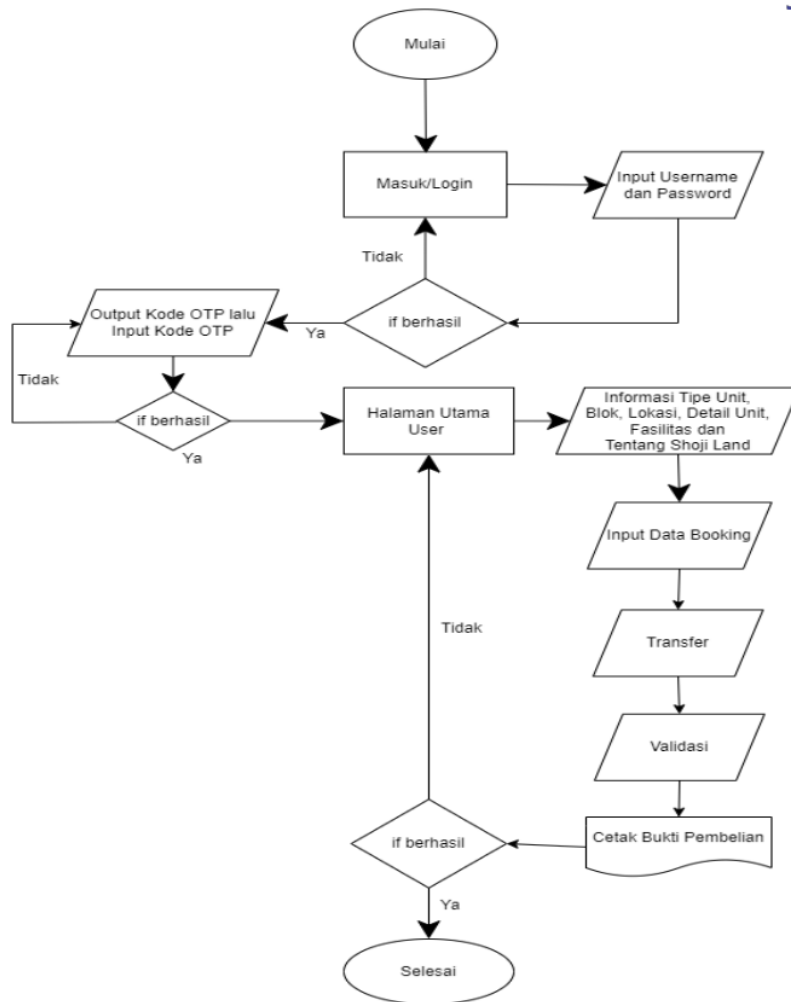 Mulai
Masuk/Login
Input Username
dan Password
Tidak
if berhasil
Ya
Output Kode OTP lalu
Input Kode OTP
Tidak
if berhasil
Ya
Halaman Utama
User
Informasi Tipe Unit,
Blok, Lokasi, Detail Unit,
Fasilitas dan
Tentang Shoji Land
Input Data Booking
Transfer
Validasi
Cetak Bukti Pembelian
if berhasil
Tidak
Ya
Selesai